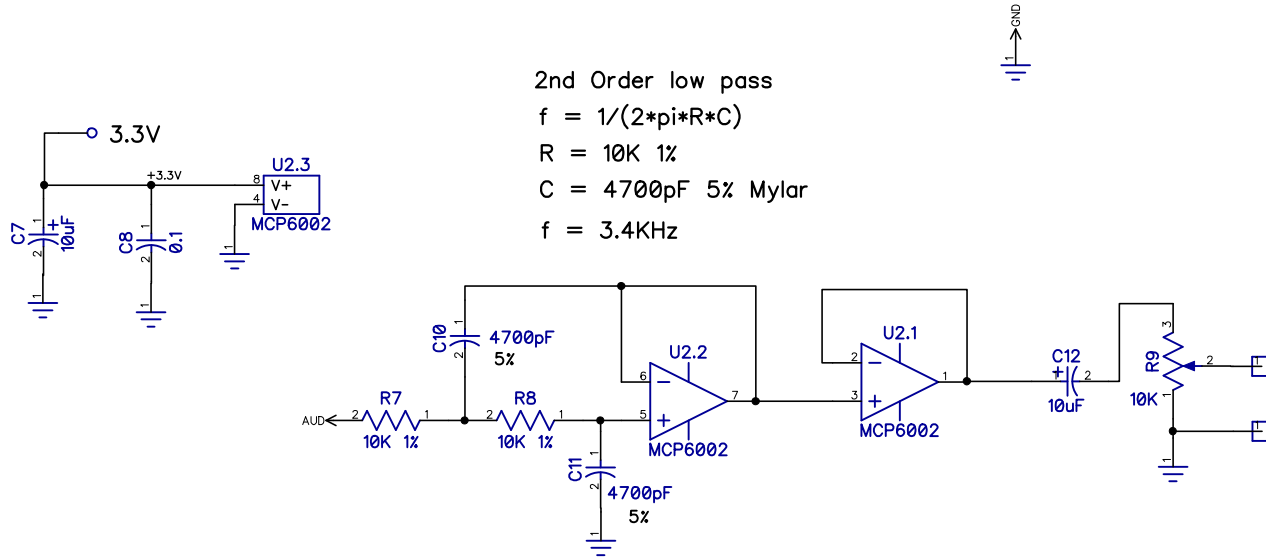 GND
1
2nd Order low pass
f = 1/(2*pi*R*C)
R = 10K 1%
C = 4700pF 5% Mylar
f = 3.4KHz
3.3V
+3.3V
U2.3
8 V+
4 V-
MCP6002
1
C7
1
+
10uF
2
1
C8
1
0.1
2
1
C10
1
2
4700pF
5%
U2.2
6 −
5 +
7
MCP6002
AUD
R7
2 1
10K 1%
R8
2 1
10K 1%
C11
1
2
4700pF
5%
1
U2.1
2 −
3 +
1
MCP6002
C12
+
1 2
10uF
R9
3
2
1
10K
1
1
1